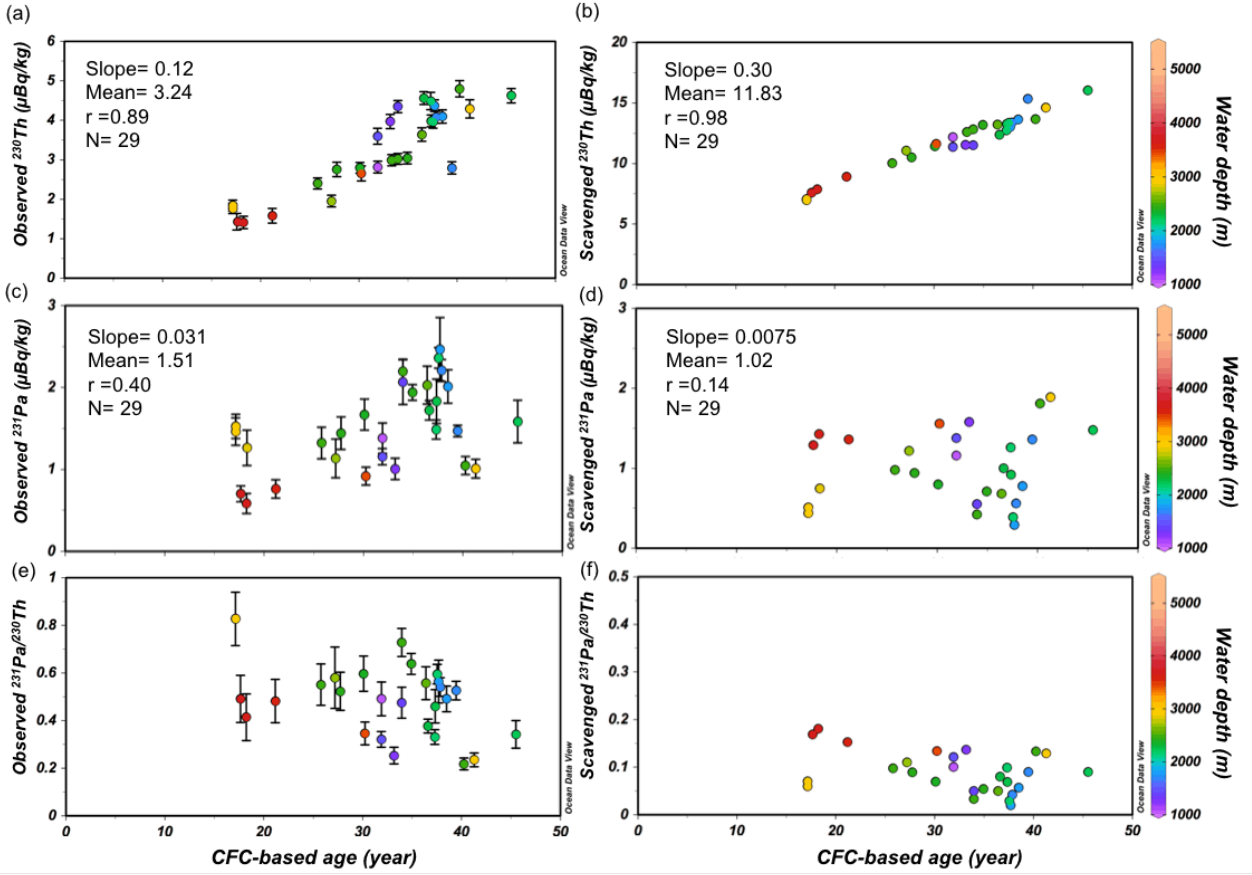 (a)
Observed ²³⁰Th (μBq/kg)
6
5
4
3
2
1
0
Slope= 0.12
Mean= 3.24
r =0.89
N= 29
Ocean Data View
(b)
Scavenged ²³⁰Th (μBq/kg)
20
15
10
5
0
Slope= 0.30
Mean= 11.83
r =0.98
N= 29
Ocean Data View
5000
4000
3000
2000
1000
Water depth (m)
(c)
Observed ²³¹Pa (μBq/kg)
3
2
1
0
Slope= 0.031
Mean= 1.51
r =0.40
N= 29
Ocean Data View
(d)
Scavenged ²³¹Pa (μBq/kg)
3
2
1
0
Slope= 0.0075
Mean= 1.02
r =0.14
N= 29
Ocean Data View
5000
4000
3000
2000
1000
Water depth (m)
(e)
Observed ²³¹Pa/²³⁰Th
1
0.8
0.6
0.4
0.2
0
0 10 20 30 40 50
CFC-based age (year)
Ocean Data View
(f)
Scavenged ²³¹Pa/²³⁰Th
0.5
0.4
0.3
0.2
0.1
0
0 10 20 30 40 50
CFC-based age (year)
Ocean Data View
5000
4000
3000
2000
1000
Water depth (m)